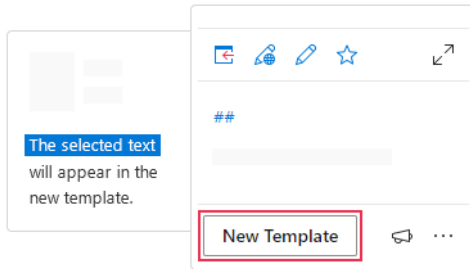 ##
The selected text
will appear in the
new template.
New Template